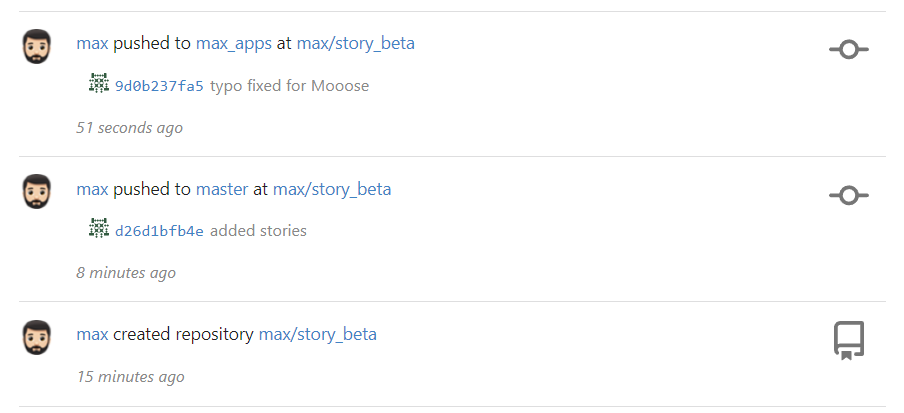 max pushed to max_apps at max/story_beta
9d0b237fa5 typo fixed for Mooose
51 seconds ago
max pushed to master at max/story_beta
d26d1bfb4e added stories
8 minutes ago
max created repository max/story_beta
15 minutes ago